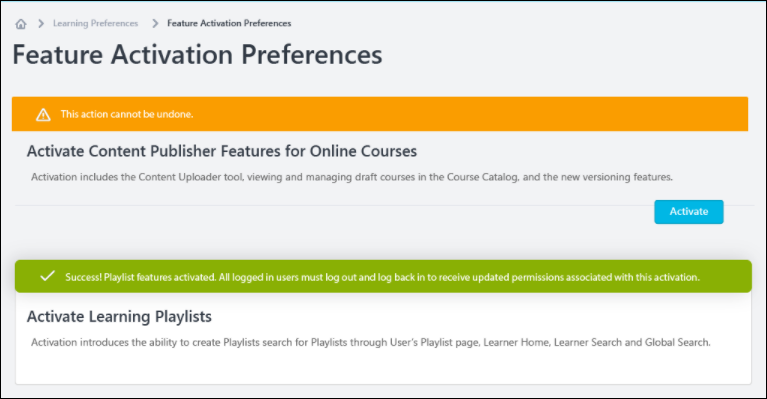 Learning Preferences Feature Activation Preferences
Feature Activation Preferences
This action cannot be undone.
Activate Content Publisher Features for Online Courses
Activation includes the Content Uploader tool, viewing and managing draft courses in the Course Catalog, and the new versioning features.
Activate
Success! Playlist features activated. All logged in users must log out and log back in to receive updated permissions associated with this activation.
Activate Learning Playlists
Activation introduces the ability to create Playlists search for Playlists through User's Playlist page, Learner Home, Learner Search and Global Search.